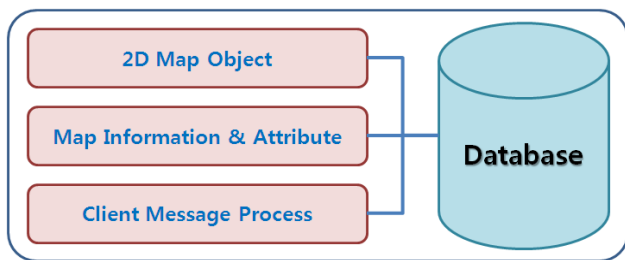 2D Map Object
Map Information & Attribute
Client Message Process
Database